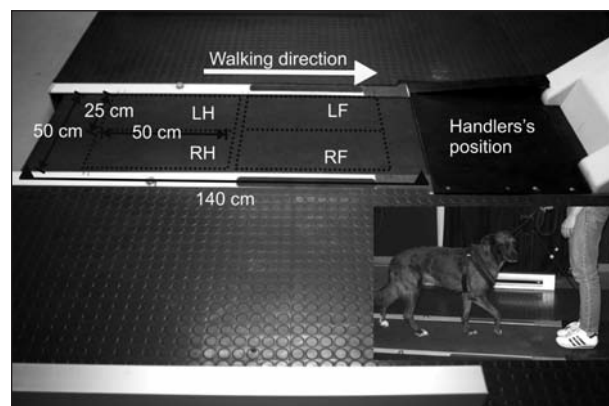 Walking direction
25 cm
LH
LF
50 cm
50 cm
Handlers's
position
RH
RF
140 cm